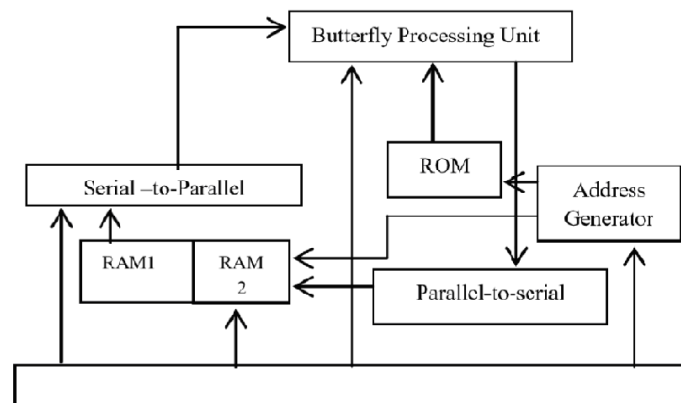 Butterfly Processing Unit
ROM
Serial –to-Parallel
Address
Generator
RAM1
RAM
2
Parallel-to-serial